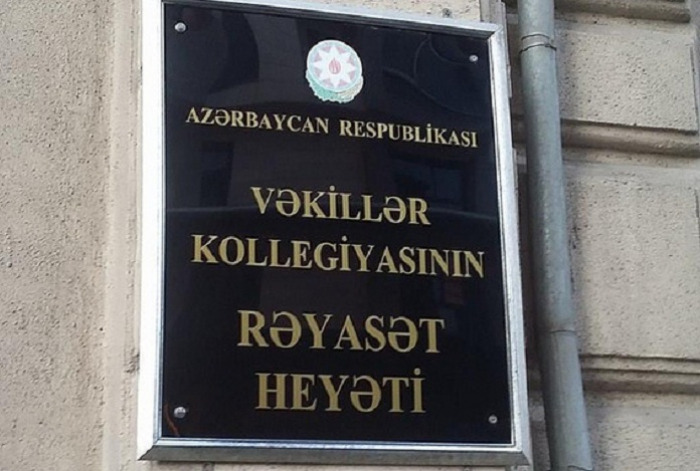 AZƏRBAYCAN RESPUBLİKASI
VƏKİLLƏR
KOLLEGİYASININ
RƏYASƏT
HEYƏTİ